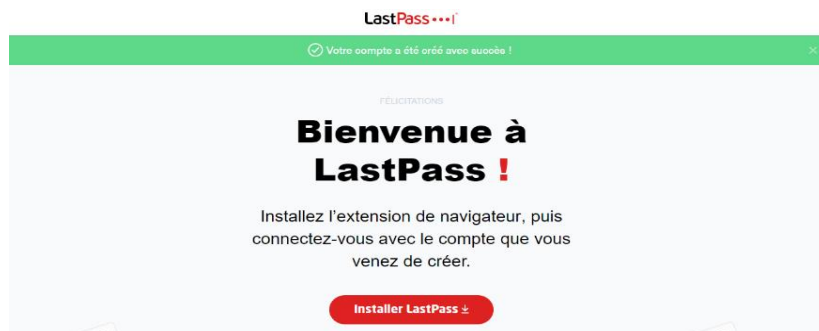 LastPass
Votre compte a été créé avec succès !
FÉLICITATIONS
Bienvenue à
LastPass !
Installez l'extension de navigateur, puis
connectez-vous avec le compte que vous
venez de créer.
Installer LastPass